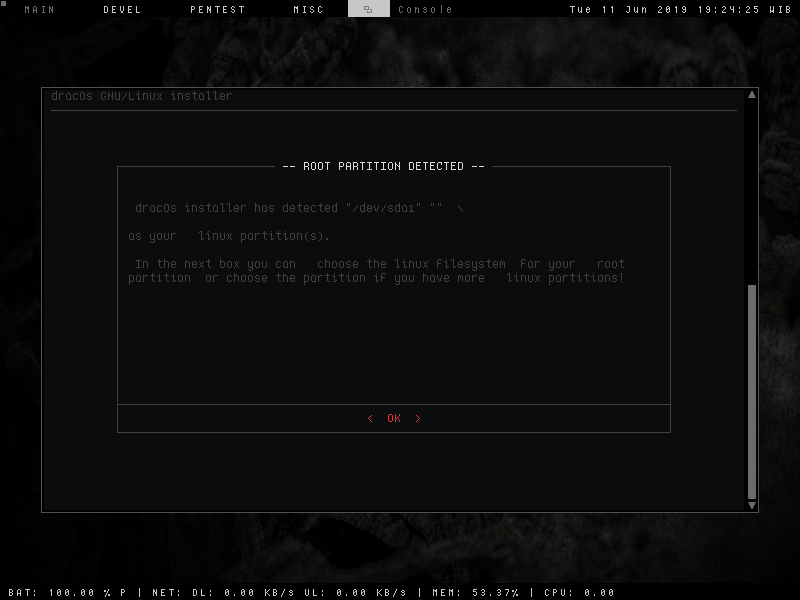 MAIN DEVEL PENTEST MISC Console Tue 11 Jun 2019 19:24:25 WIB
dracOs GNU/Linux installer
-- ROOT PARTITION DETECTED --
dracOs installer has detected "/dev/sda1" "" \
as your linux partition(s).
In the next box you can choose the linux filesystem for your root
partition or choose the partition if you have more linux partitions!
< OK >
BAT: 100.00 % P | NET: DL: 0.00 KB/s UL: 0.00 KB/s | MEM: 53.37% | CPU: 0.00